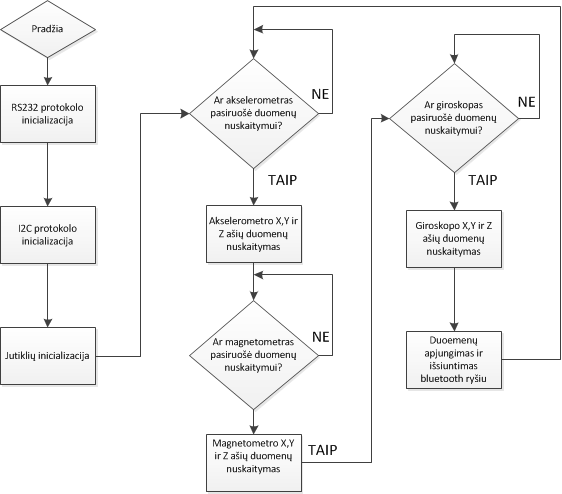 Pradžia
RS232 protokolo
inicializacija
I2C protokolo
inicializacija
Jutiklių inicializacija
Ar akselerometras
pasiruošė duomenų
nuskaitymui?
NE
TAIP
Akselerometro X,Y ir
Z ašių duomenų
nuskaitymas
Ar magnetometras
pasiruošė duomenų
nuskaitymui?
NE
Magnetometro X,Y
ir Z ašių duomenų
nuskaitymas
TAIP
Ar giroskopas
pasiruošė duomenų
nuskaitymui?
NE
TAIP
Giroskopo X,Y ir Z
ašių duomenų
nuskaitymas
Duoemenų
apjungimas ir
išsiuntimas
bluetooth ryšiu